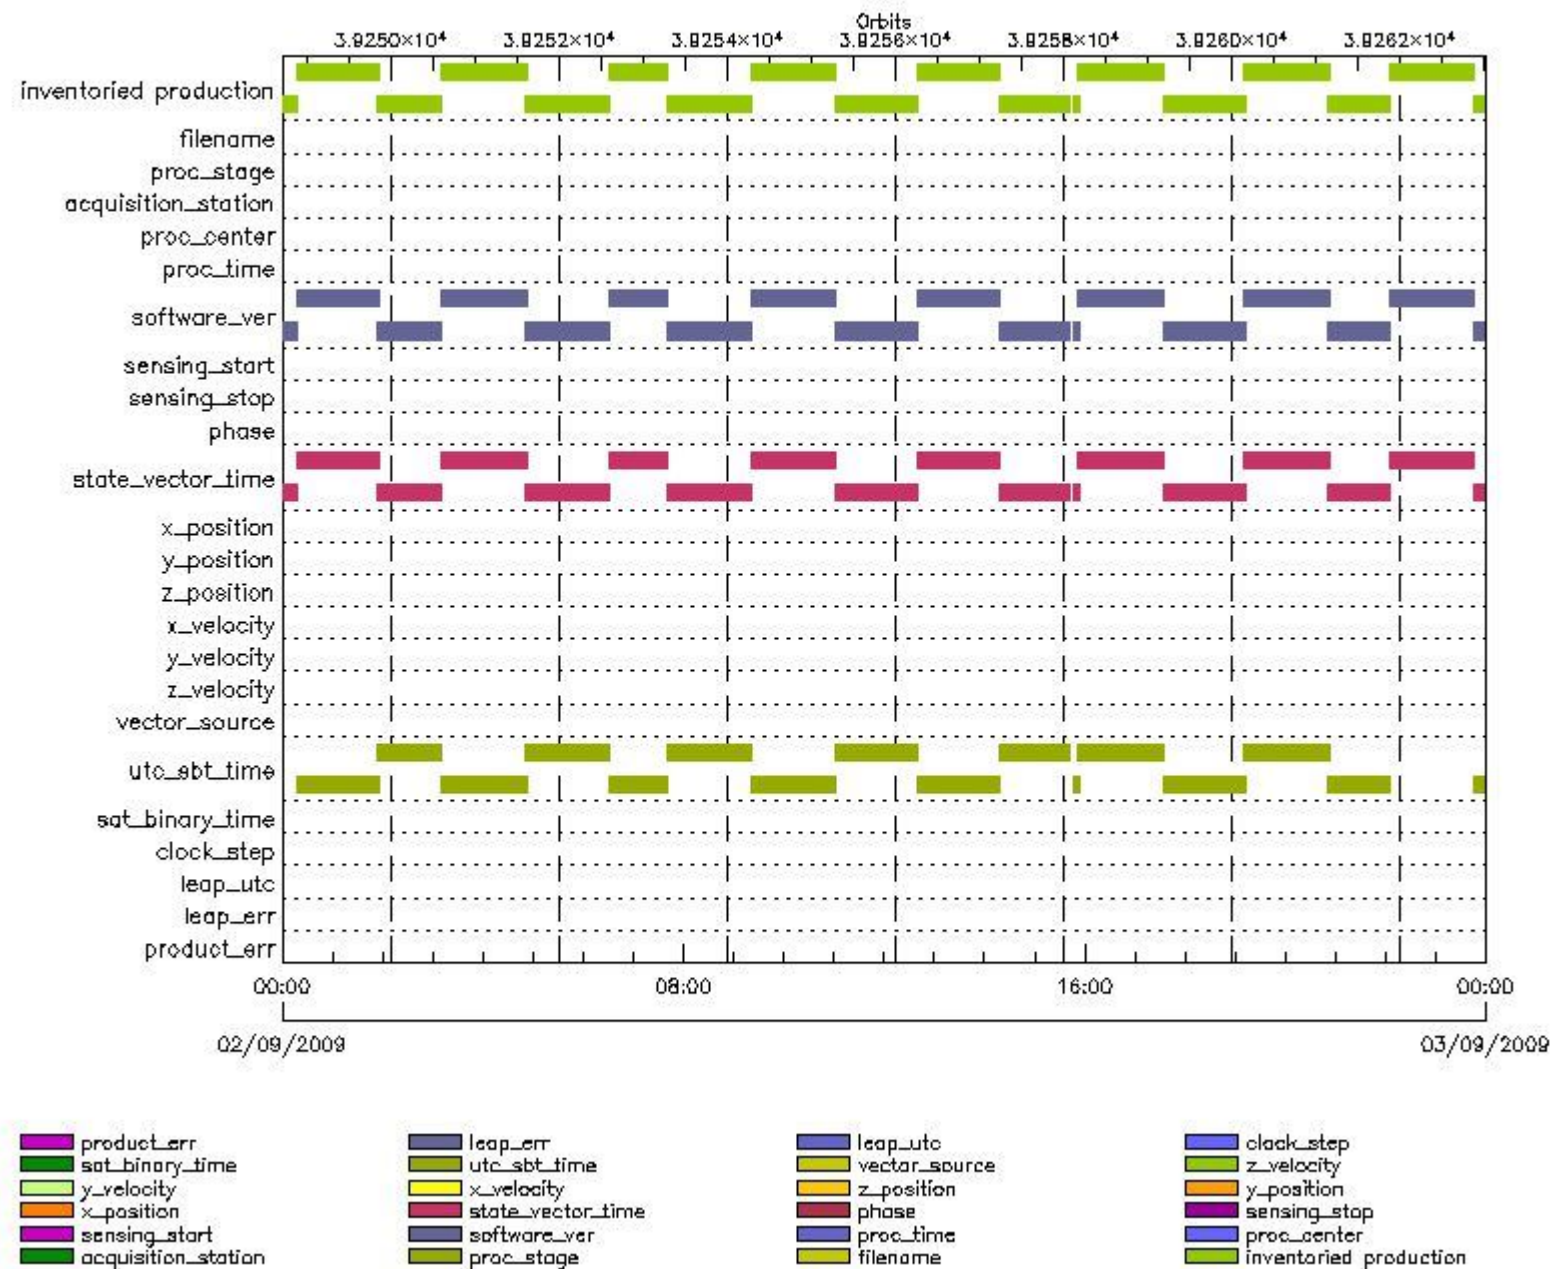 Orbits
3.9250×10⁴ 3.9252×10⁴ 3.9254×10⁴ 3.9256×10⁴ 3.9258×10⁴ 3.9260×10⁴ 3.9262×10⁴
inventoried production
filename
proc_stage
acquisition_station
proc_center
proc_time
software_ver
sensing_start
sensing_stop
phase
state_vector_time
x_position
y_position
z_position
x_velocity
y_velocity
z_velocity
vector_source
utc_sbt_time
sat_binary_time
clock_step
leap_utc
leap_err
product_err
00:00 08:00 16:00 00:00
02/09/2009 03/09/2009
product_err leap_err leap_utc clock_step
sat_binary_time utc_sbt_time vector_source z_velocity
y_velocity x_velocity z_position y_position
x_position state_vector_time phase sensing_stop
sensing_start software_ver proc_time proc_center
acquisition_station proc_stage filename inventoried production